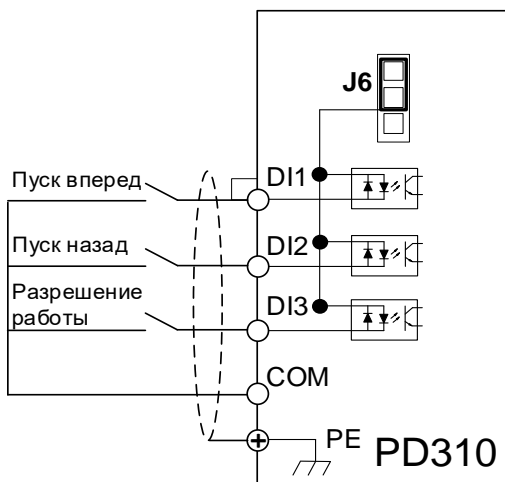 J6
Пуск вперед
DI1
Пуск назад
DI2
Разрешение
работы
DI3
COM
PE
PD310